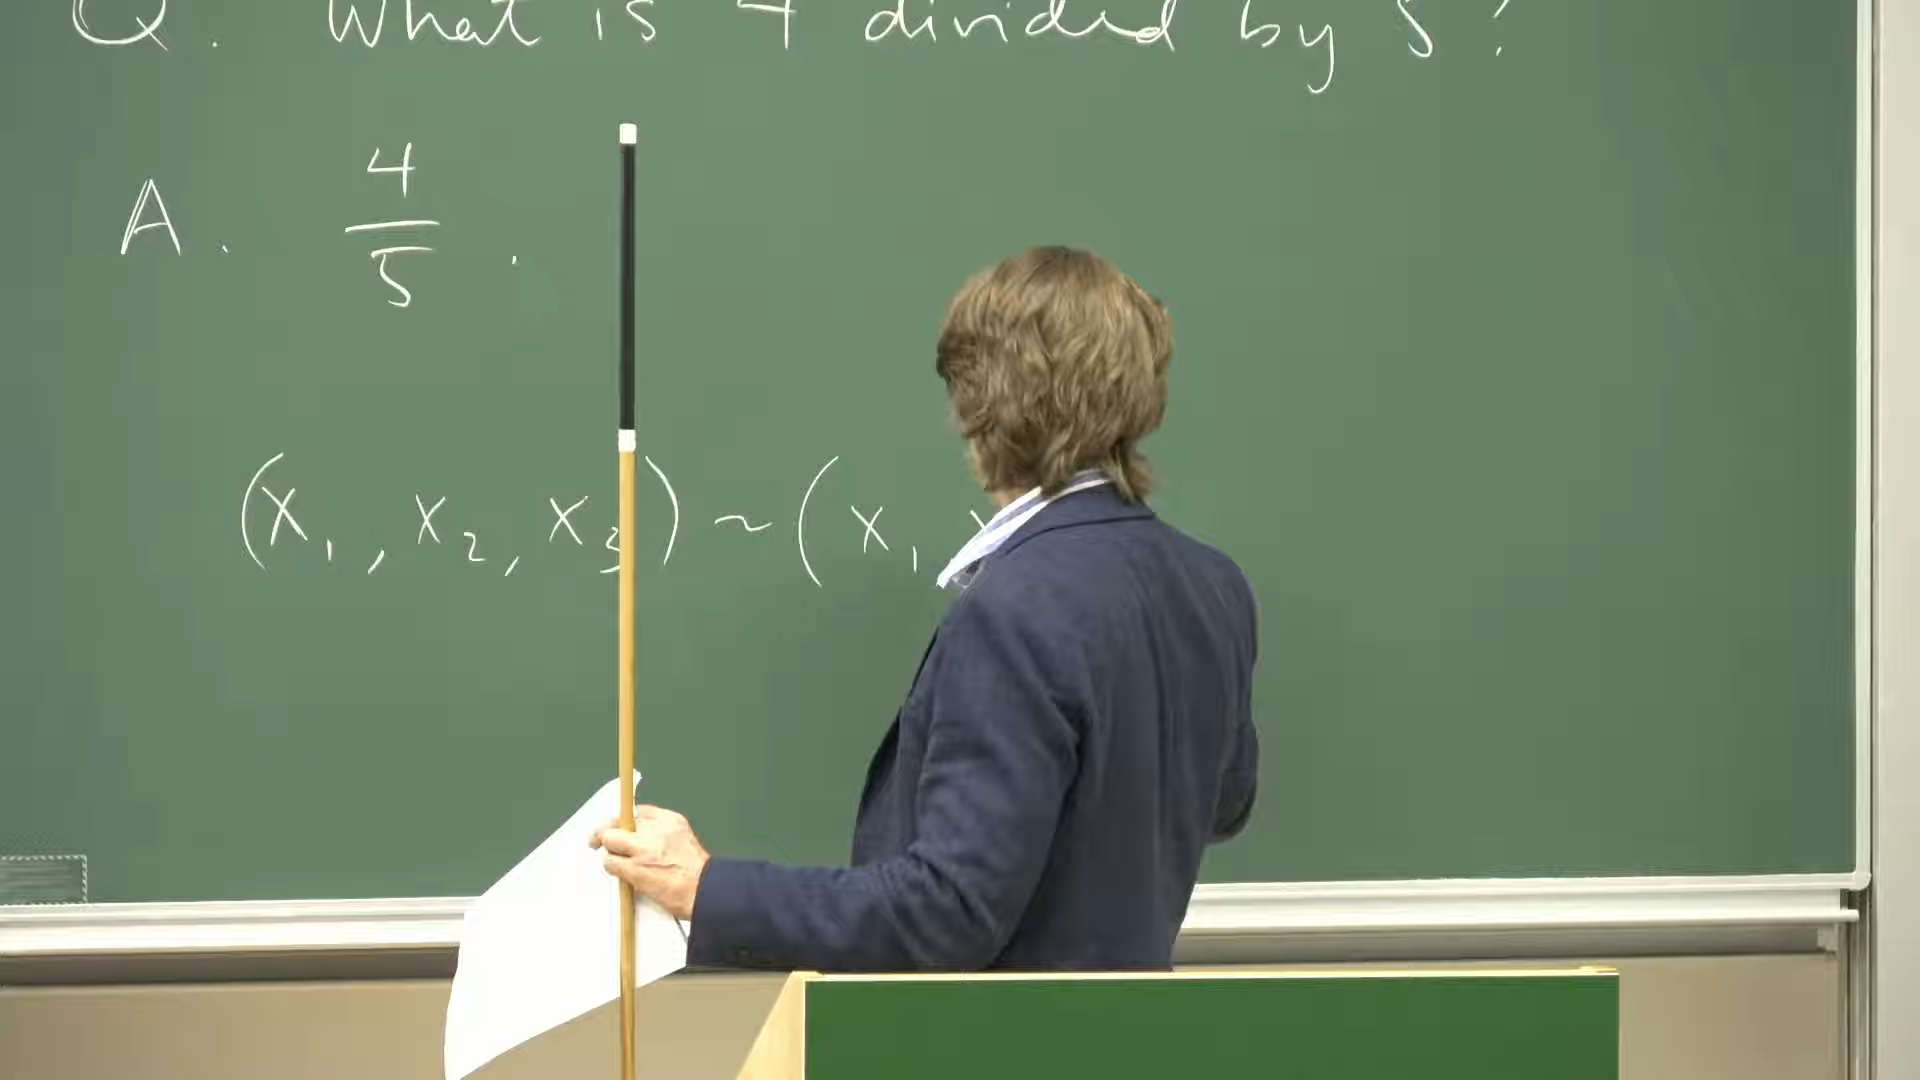 Q. What is 4 divided by 5?
A. 4/5.
(x₁, x₂, x₃) ~ (x₁